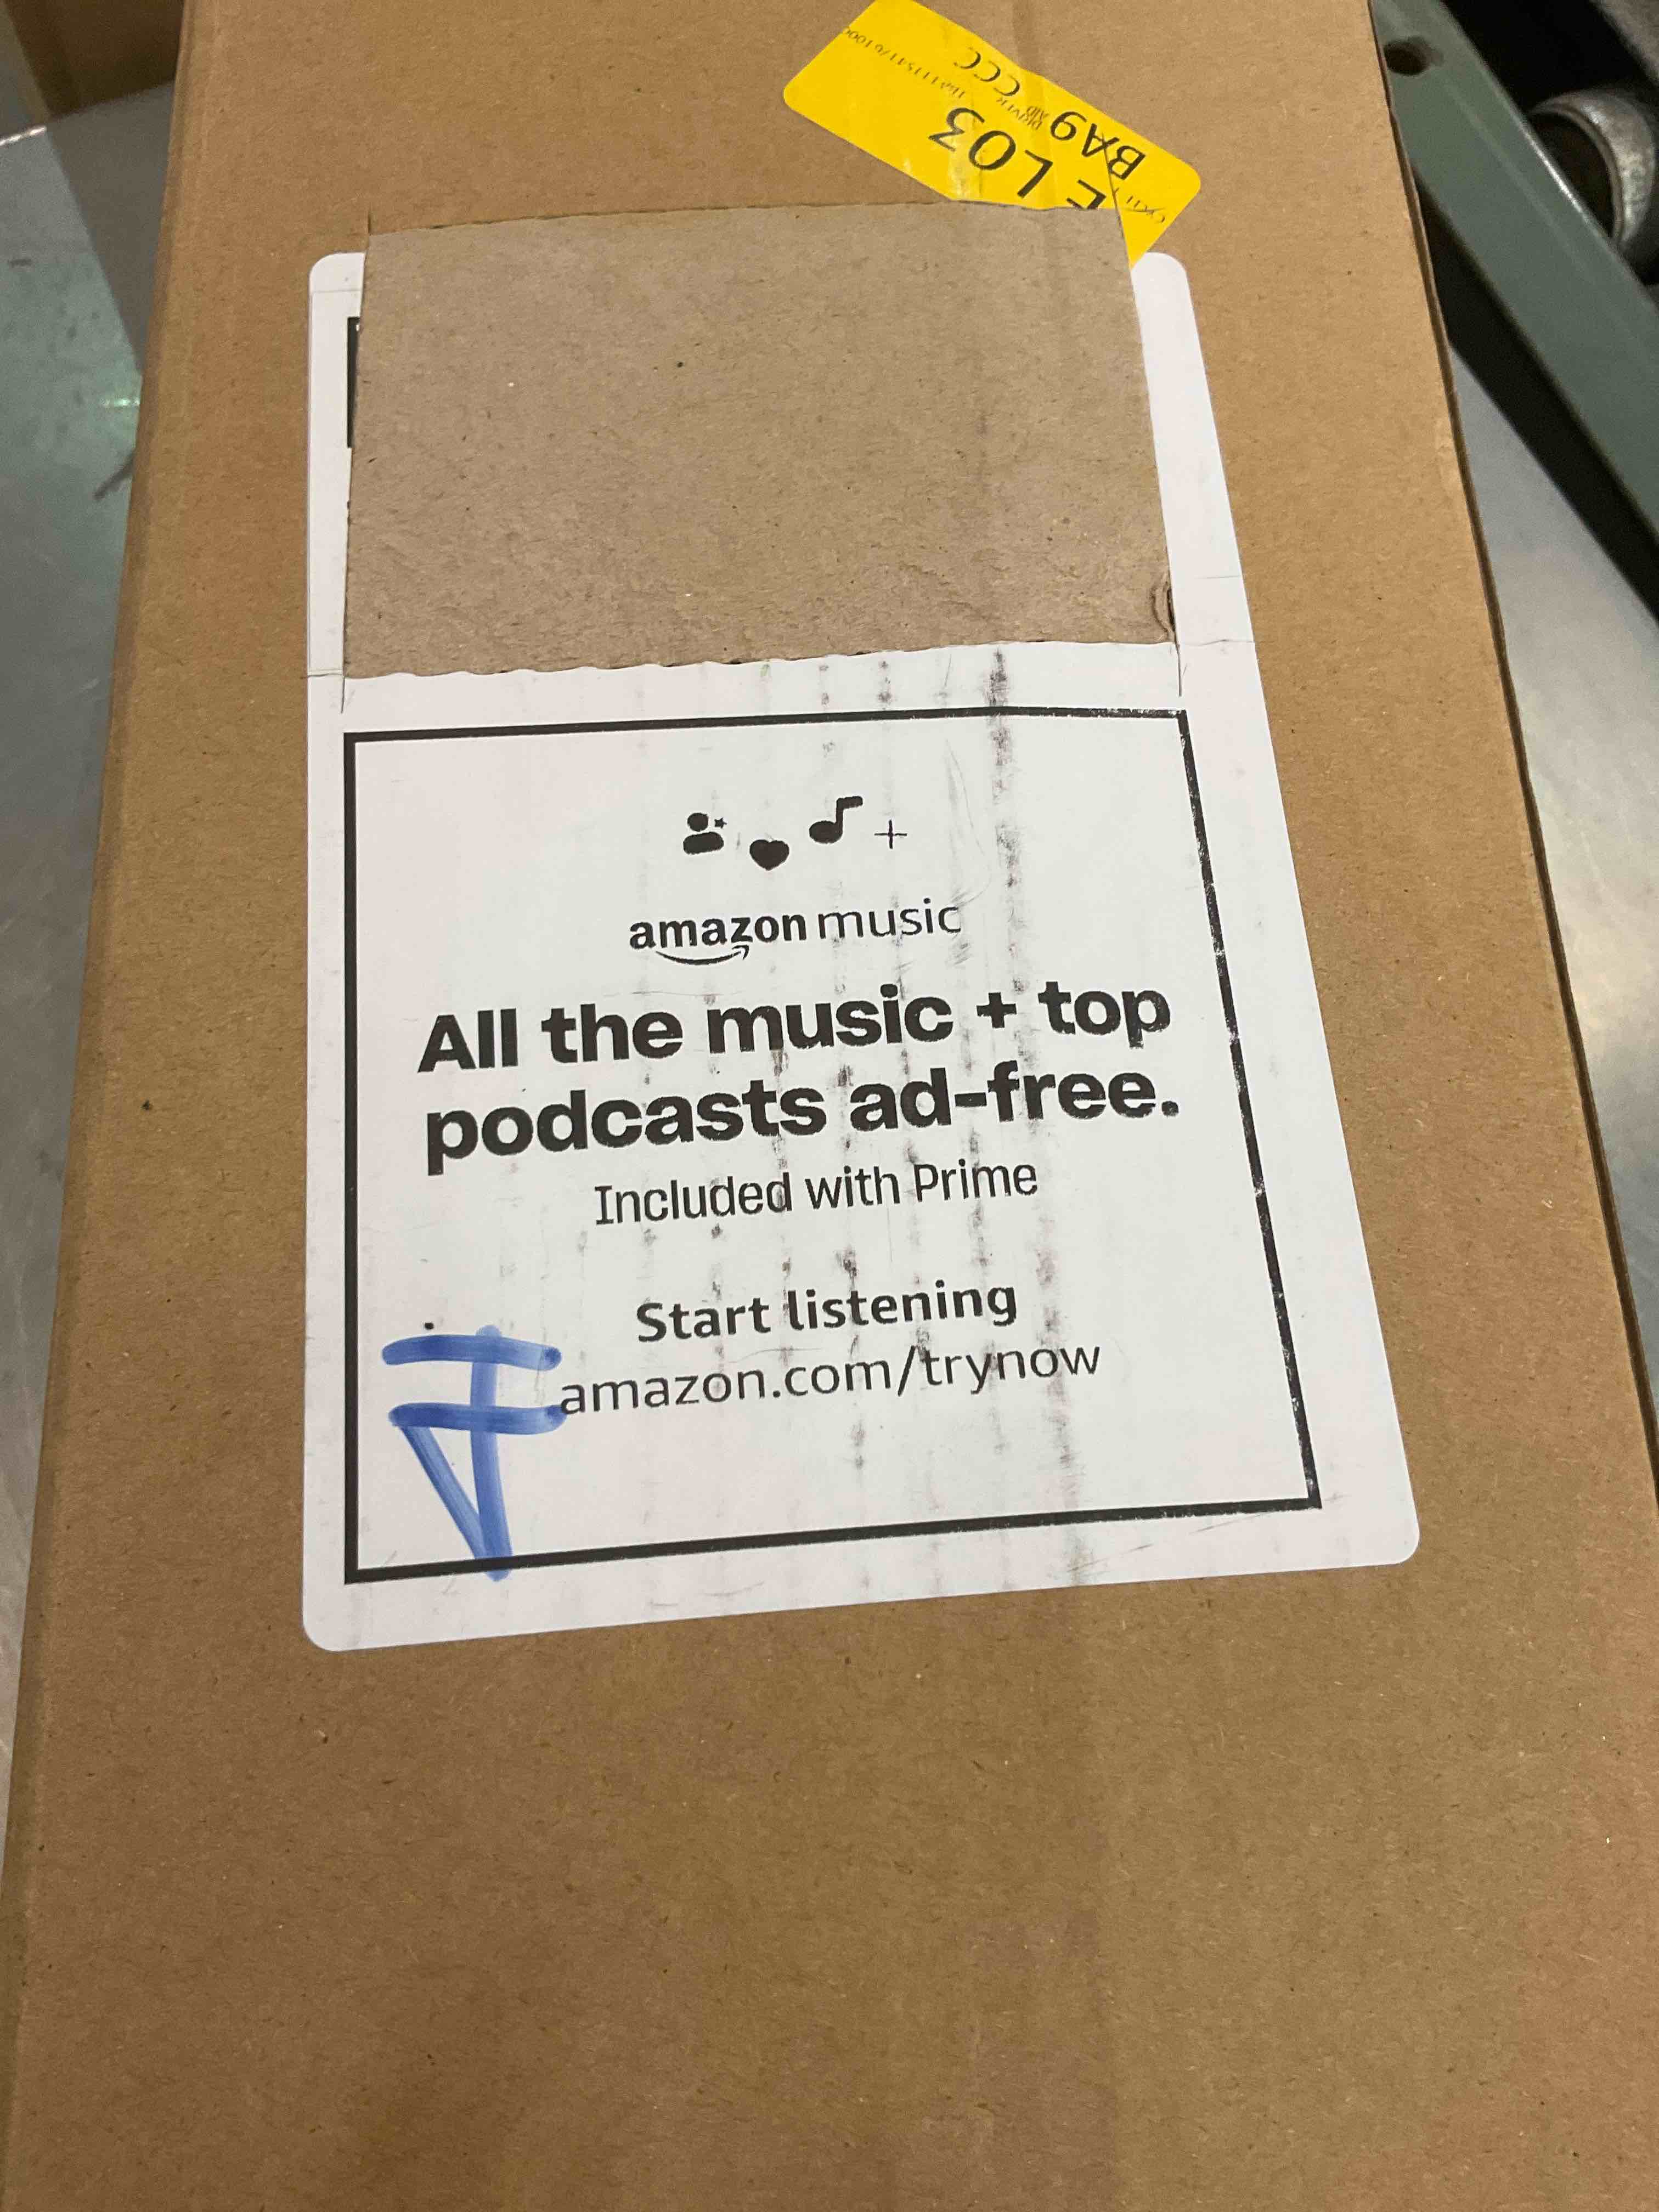 L03
BA9 CCC
amazon music
All the music + top
podcasts ad-free.
Included with Prime
Start listening
amazon.com/trynow